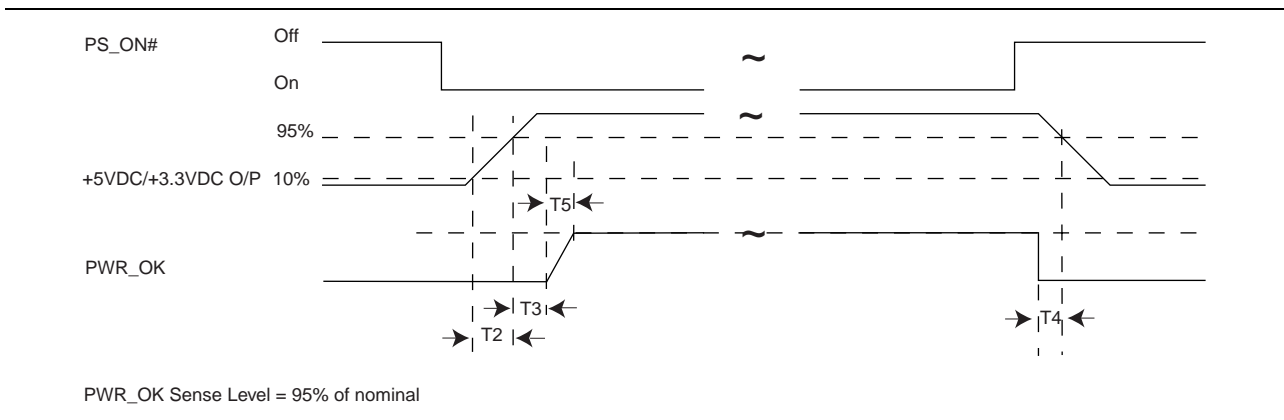 PS_ON#
Off
On
95%
+5VDC/+3.3VDC O/P
10%
T5
~
~
~
PWR_OK
T3
T2
T4
PWR_OK Sense Level = 95% of nominal